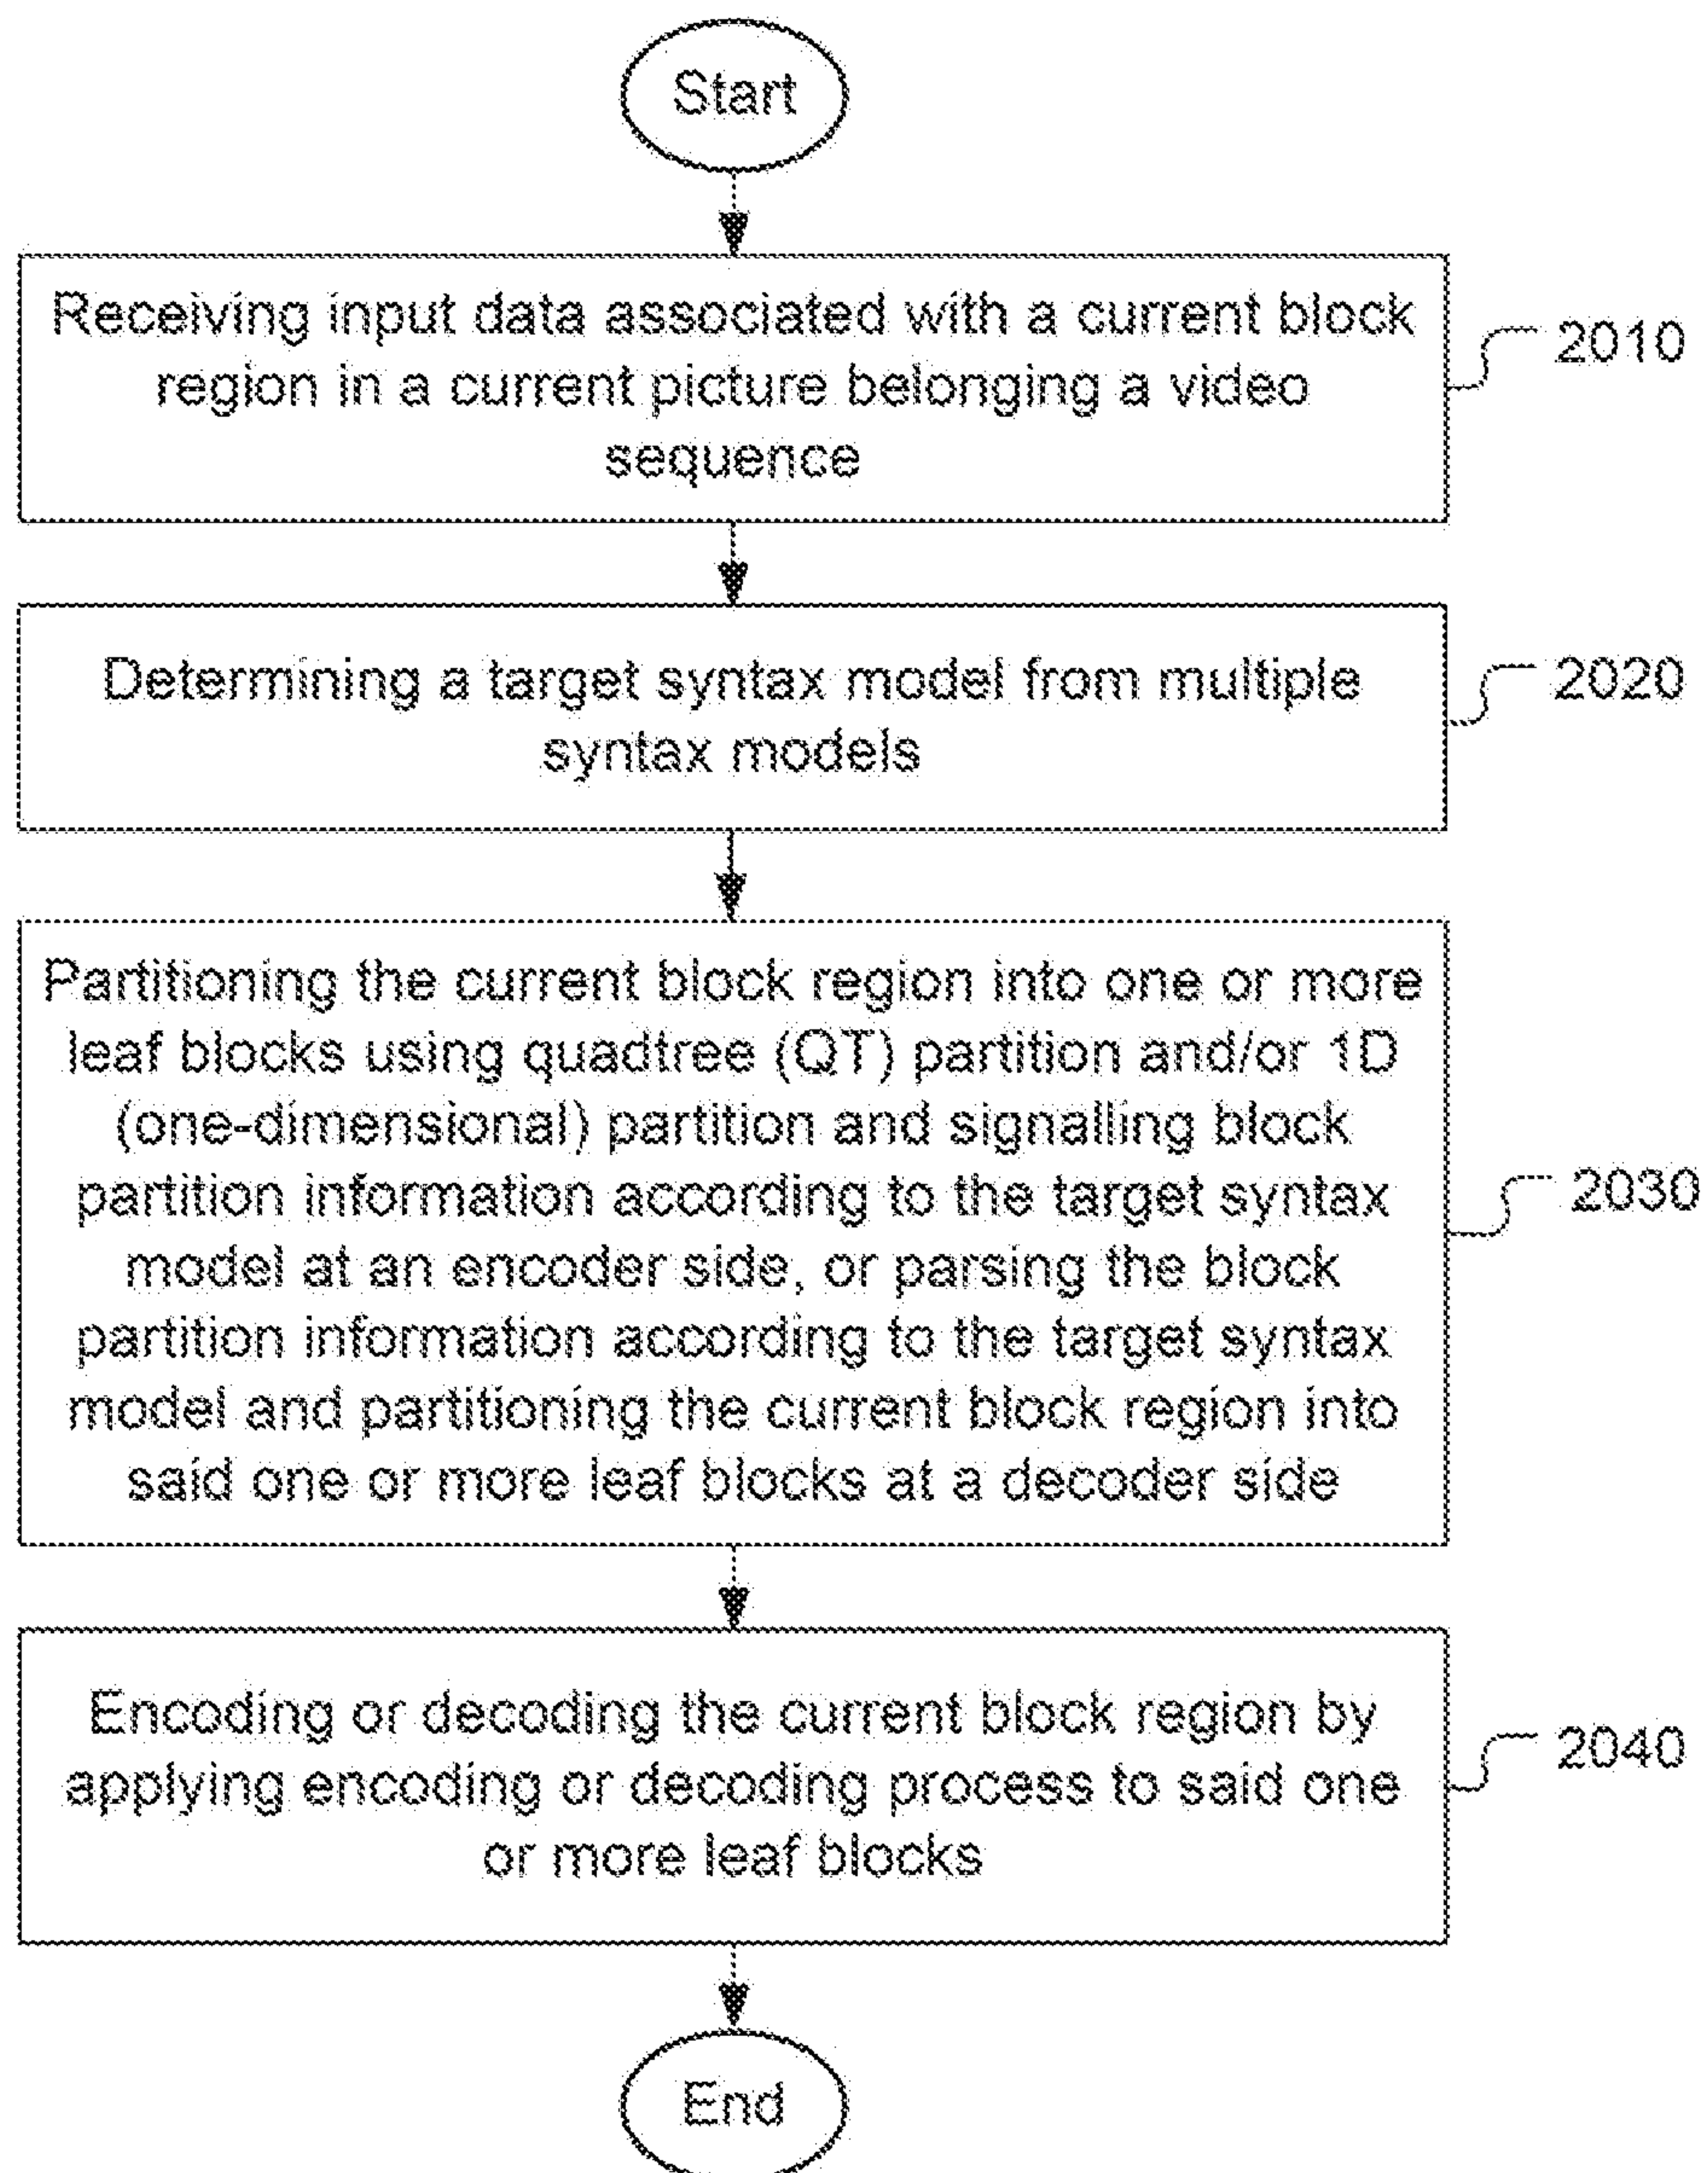 Start
Receiving input data associated with a current block
region in a current picture belonging a video
sequence
2010
Determining a target syntax model from multiple
syntax models
2020
Partitioning the current block region into one or more
leaf blocks using quadtree (QT) partition and/or 1D
(one-dimensional) partition and signalling block
partition information according to the target syntax
model at an encoder side, or parsing the block
partition information according to the target syntax
model and partitioning the current block region into
said one or more leaf blocks at a decoder side
2030
Encoding or decoding the current block region by
applying encoding or decoding process to said one
or more leaf blocks
2040
End